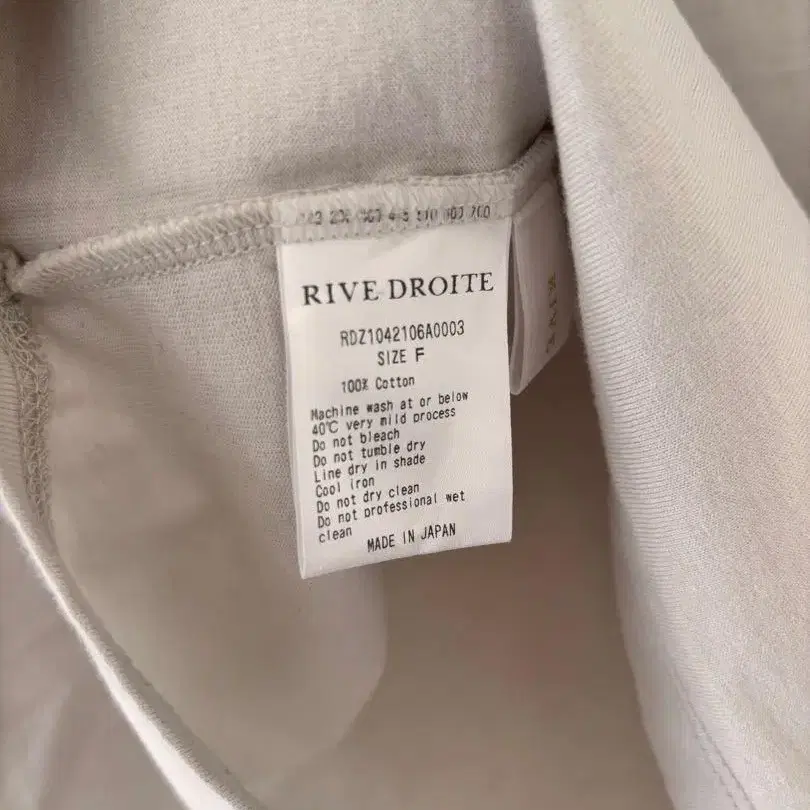 RIVE DROITE
RDZ1042106A0003
SIZE F
100% Cotton
Machine wash at or below
40℃ very mild process
Do not bleach
Do not tumble dry
Line dry in shade
Cool iron
Do not dry clean
Do not professional wet
clean
MADE IN JAPAN